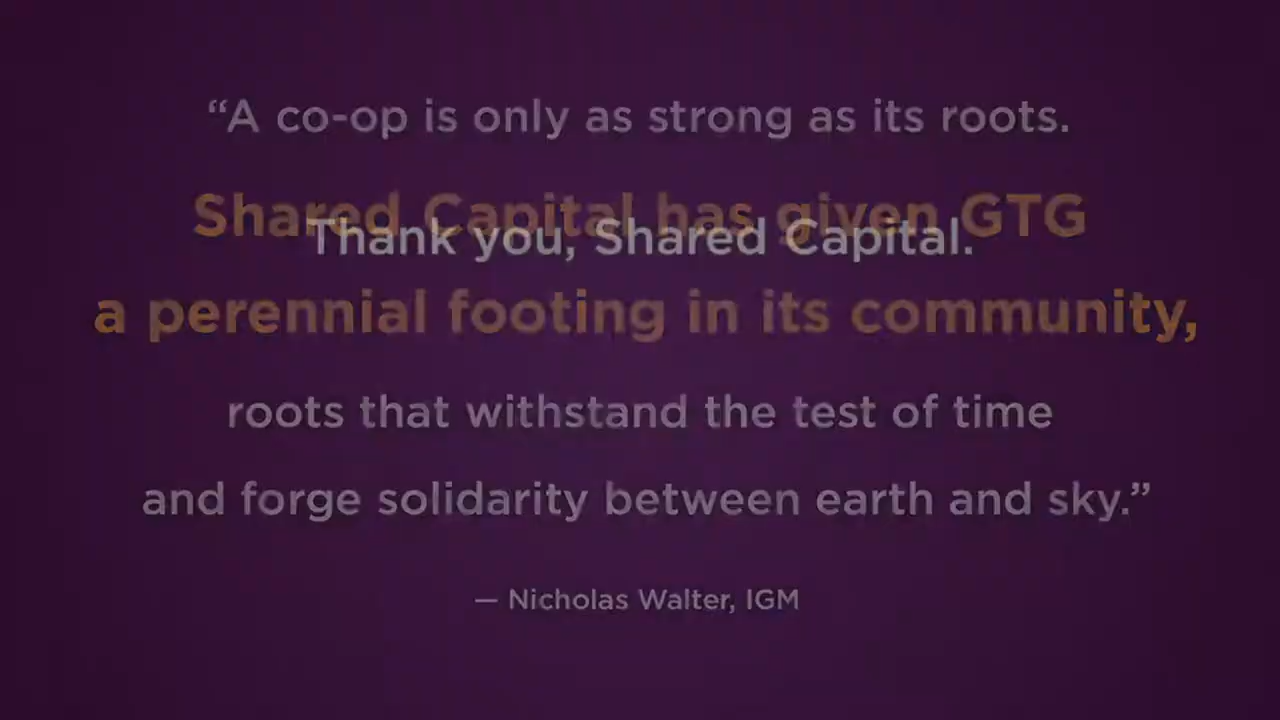 “A co-op is only as strong as its roots.
Shared Capital has given GTG
Thank you, Shared Capital.
a perennial footing in its community,
roots that withstand the test of time
and forge solidarity between earth and sky.”
— Nicholas Walter, IGM